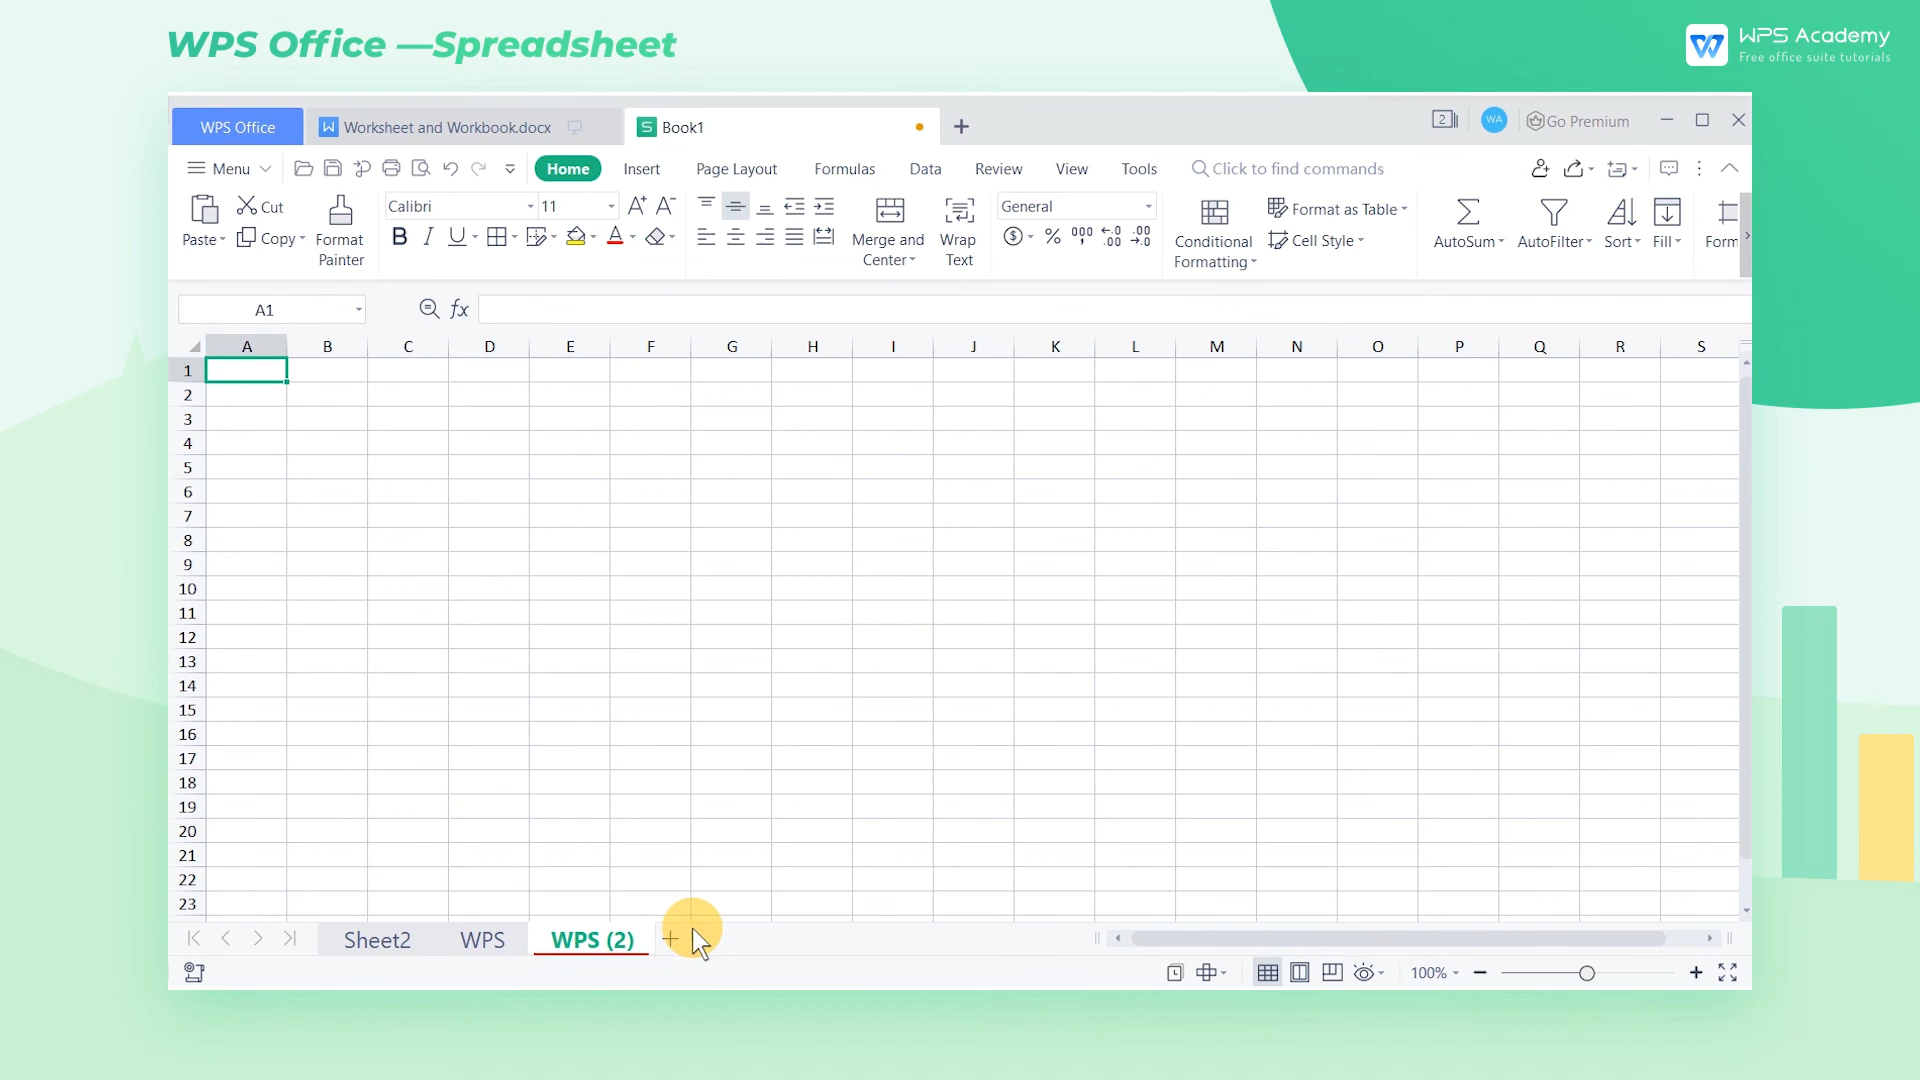 WPS Office —Spreadsheet
WPS Academy
Free office suite tutorials
WPS Office
Worksheet and Workbook.docx
Book1
2
WA
Go Premium
Menu
Home
Insert
Page Layout
Formulas
Data
Review
View
Tools
Click to find commands
Paste
Cut
Copy
Format
Painter
Calibri
11
Merge and
Center
Wrap
Text
General
Conditional
Formatting
Format as Table
Cell Style
AutoSum
AutoFilter
Sort
Fill
Form
A1
fx
A B C D E F G H I J K L M N O P Q R S
1
2
3
4
5
6
7
8
9
10
11
12
13
14
15
16
17
18
19
20
21
22
23
Sheet2
WPS
WPS (2)
100%